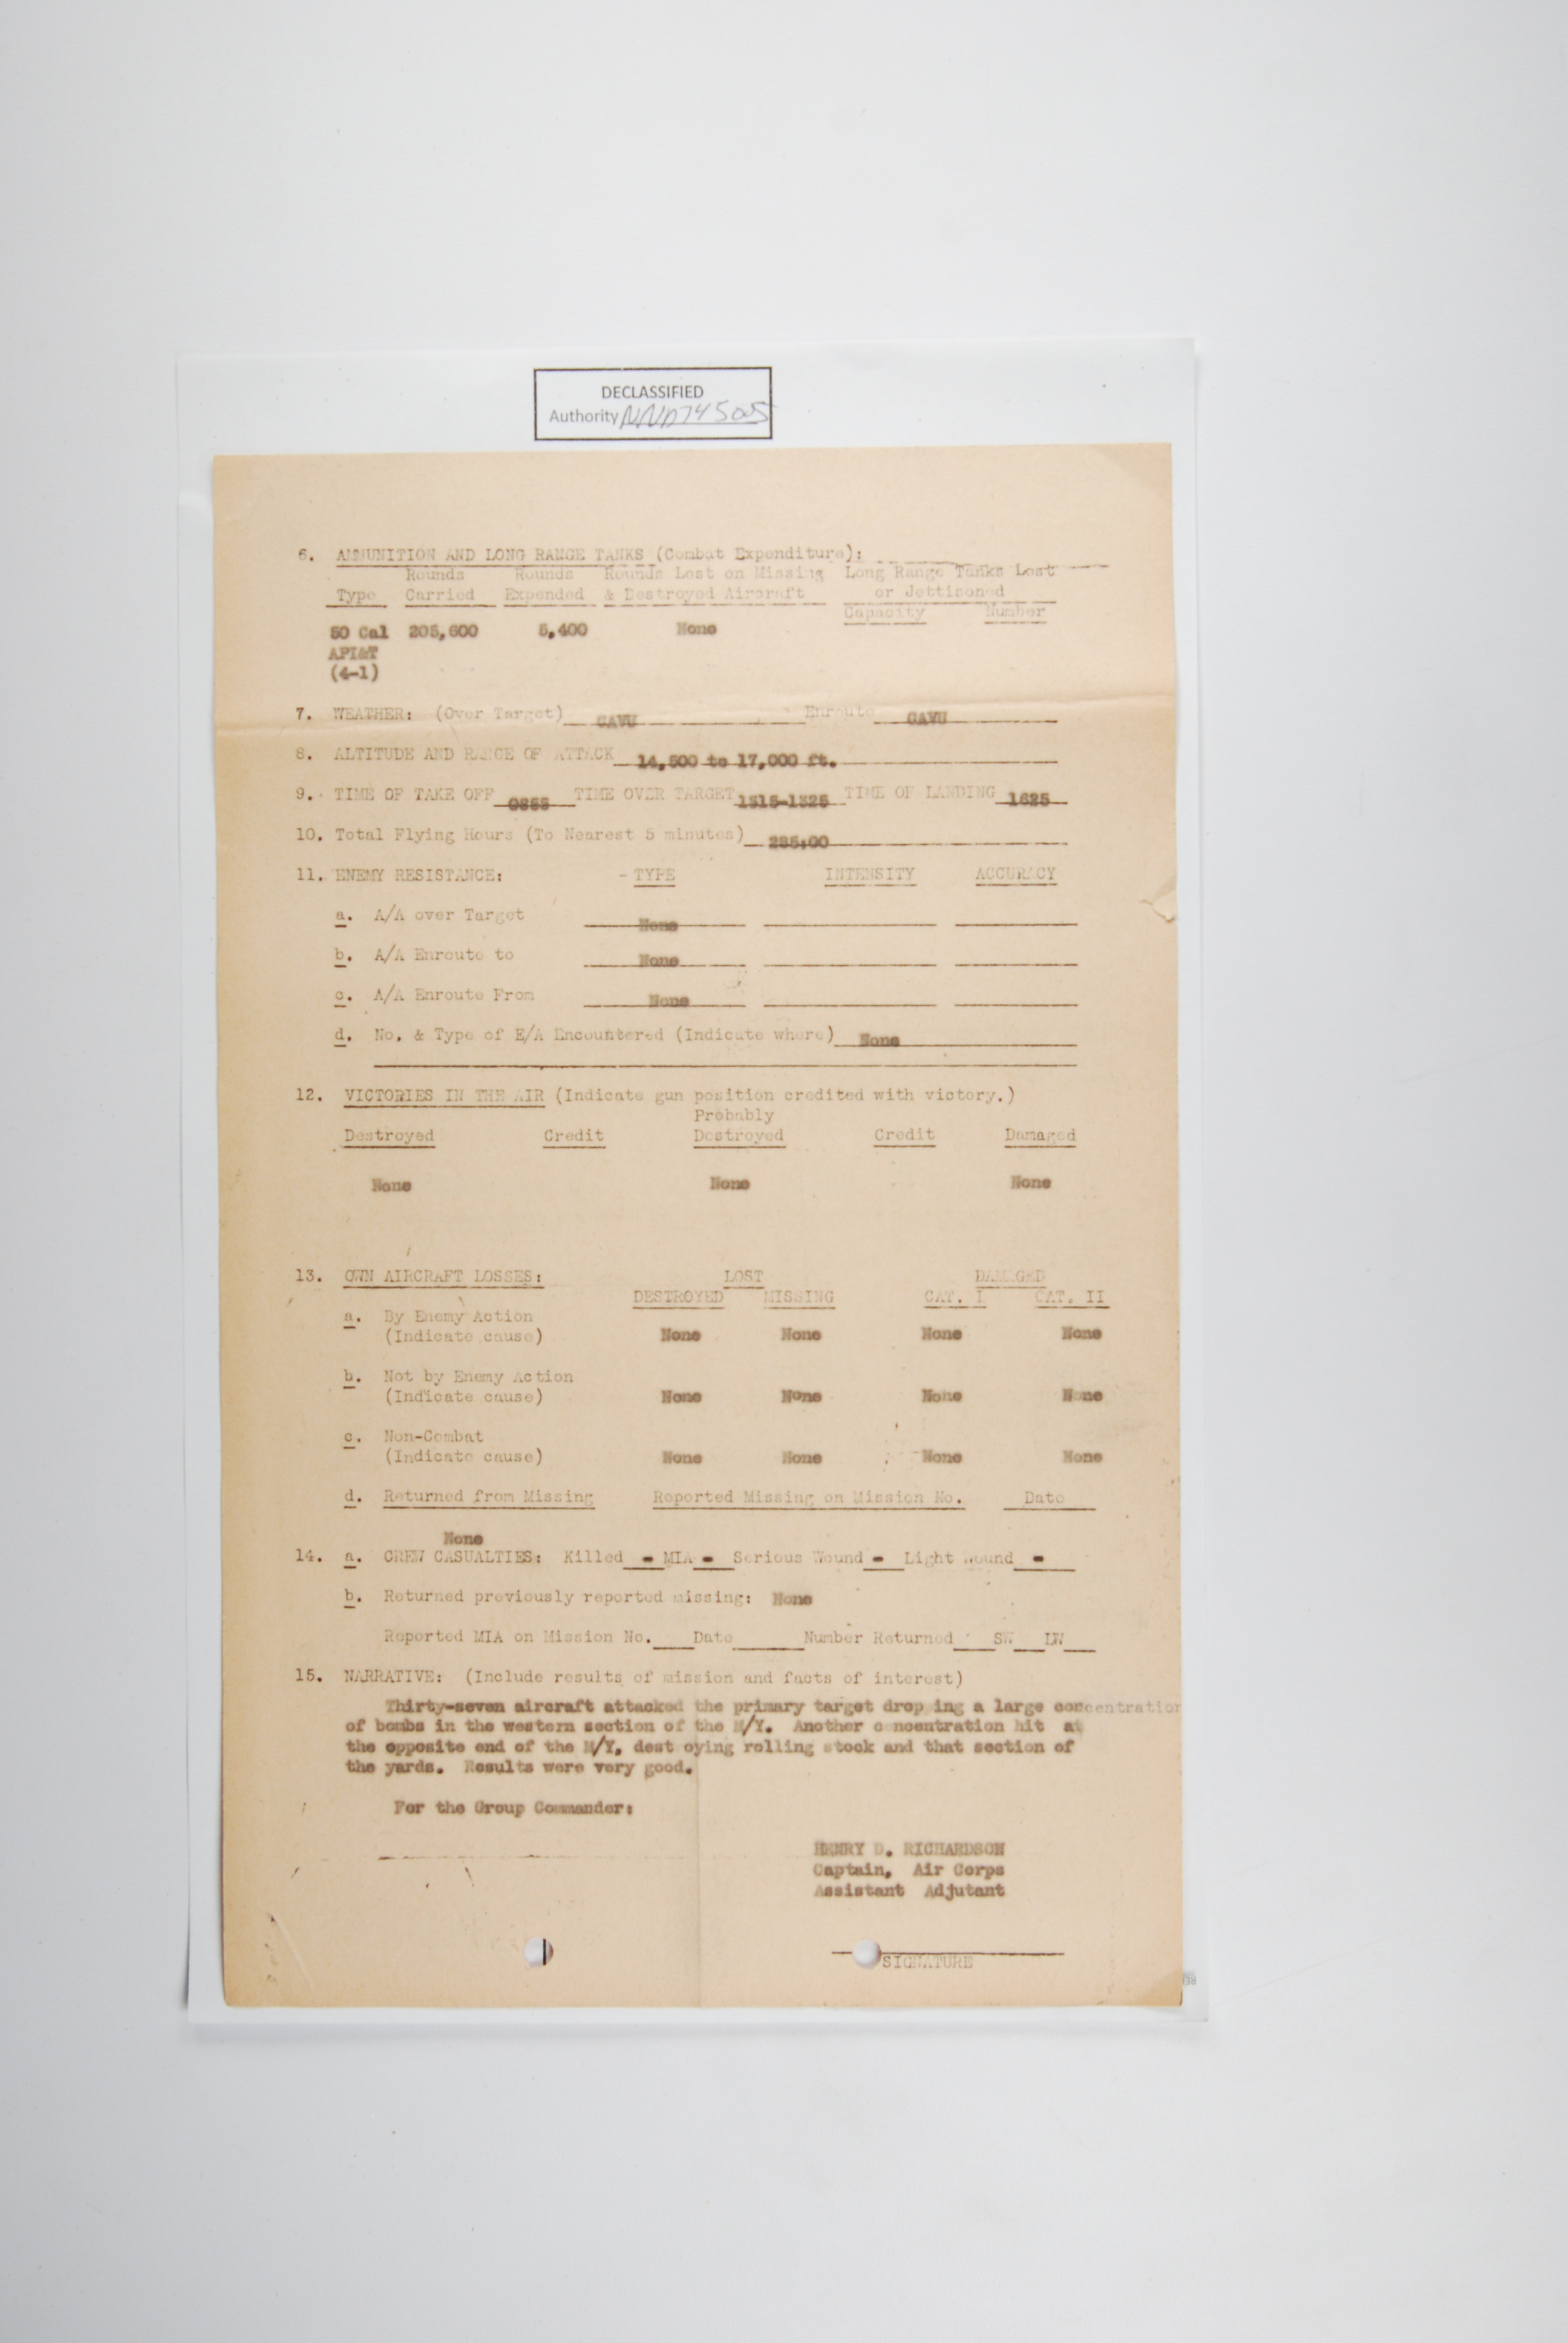 DECLASSIFIED
Authority NND745005
6. AMMUNITION AND LONG RANGE TANKS (Combat Expenditure):
Rounds Rounds Rounds Lost on Missing Long Range Tanks Lost
Type Carried Expended & Destroyed Aircraft or Jettisoned
Capacity Number
50 Cal 205,600 5,400 None
API&T
(4-1)
7. WEATHER: (Over Target) CAVU Enroute CAVU
8. ALTITUDE AND RANGE OF ATTACK 14,500 to 17,000 ft.
9. TIME OF TAKE OFF 0855 TIME OVER TARGET 1315-1325 TIME OF LANDING 1625
10. Total Flying Hours (To Nearest 5 minutes) 285:00
11. ENEMY RESISTANCE: - TYPE INTENSITY ACCURACY
a. A/A over Target None
b. A/A Enroute to None
c. A/A Enroute From None
d. No. & Type of E/A Encountered (Indicate where) None
12. VICTORIES IN THE AIR (Indicate gun position credited with victory.)
Probably
Destroyed Credit Destroyed Credit Damaged
None None None
13. OWN AIRCRAFT LOSSES: LOST DAMAGED
DESTROYED MISSING CAT. I CAT. II
a. By Enemy Action
(Indicate cause) None None None None
b. Not by Enemy Action
(Indicate cause) None None None None
c. Non-Combat
(Indicate cause) None None None None
d. Returned from Missing Reported Missing on Mission No. Date
None
14. a. CREW CASUALTIES: Killed - MIA - Serious Wound - Light Wound -
b. Returned previously reported missing: None
Reported MIA on Mission No. Date Number Returned SW LW
15. NARRATIVE: (Include results of mission and facts of interest)
Thirty-seven aircraft attacked the primary target drop ing a large concentration
of bombs in the western section of the M/Y. Another c ncentration hit at
the opposite end of the M/Y, dest oying rolling stock and that section of
the yards. Results were very good.
For the Group Commander:
HENRY D. RICHARDSON
Captain, Air Corps
Assistant Adjutant
SIGNATURE